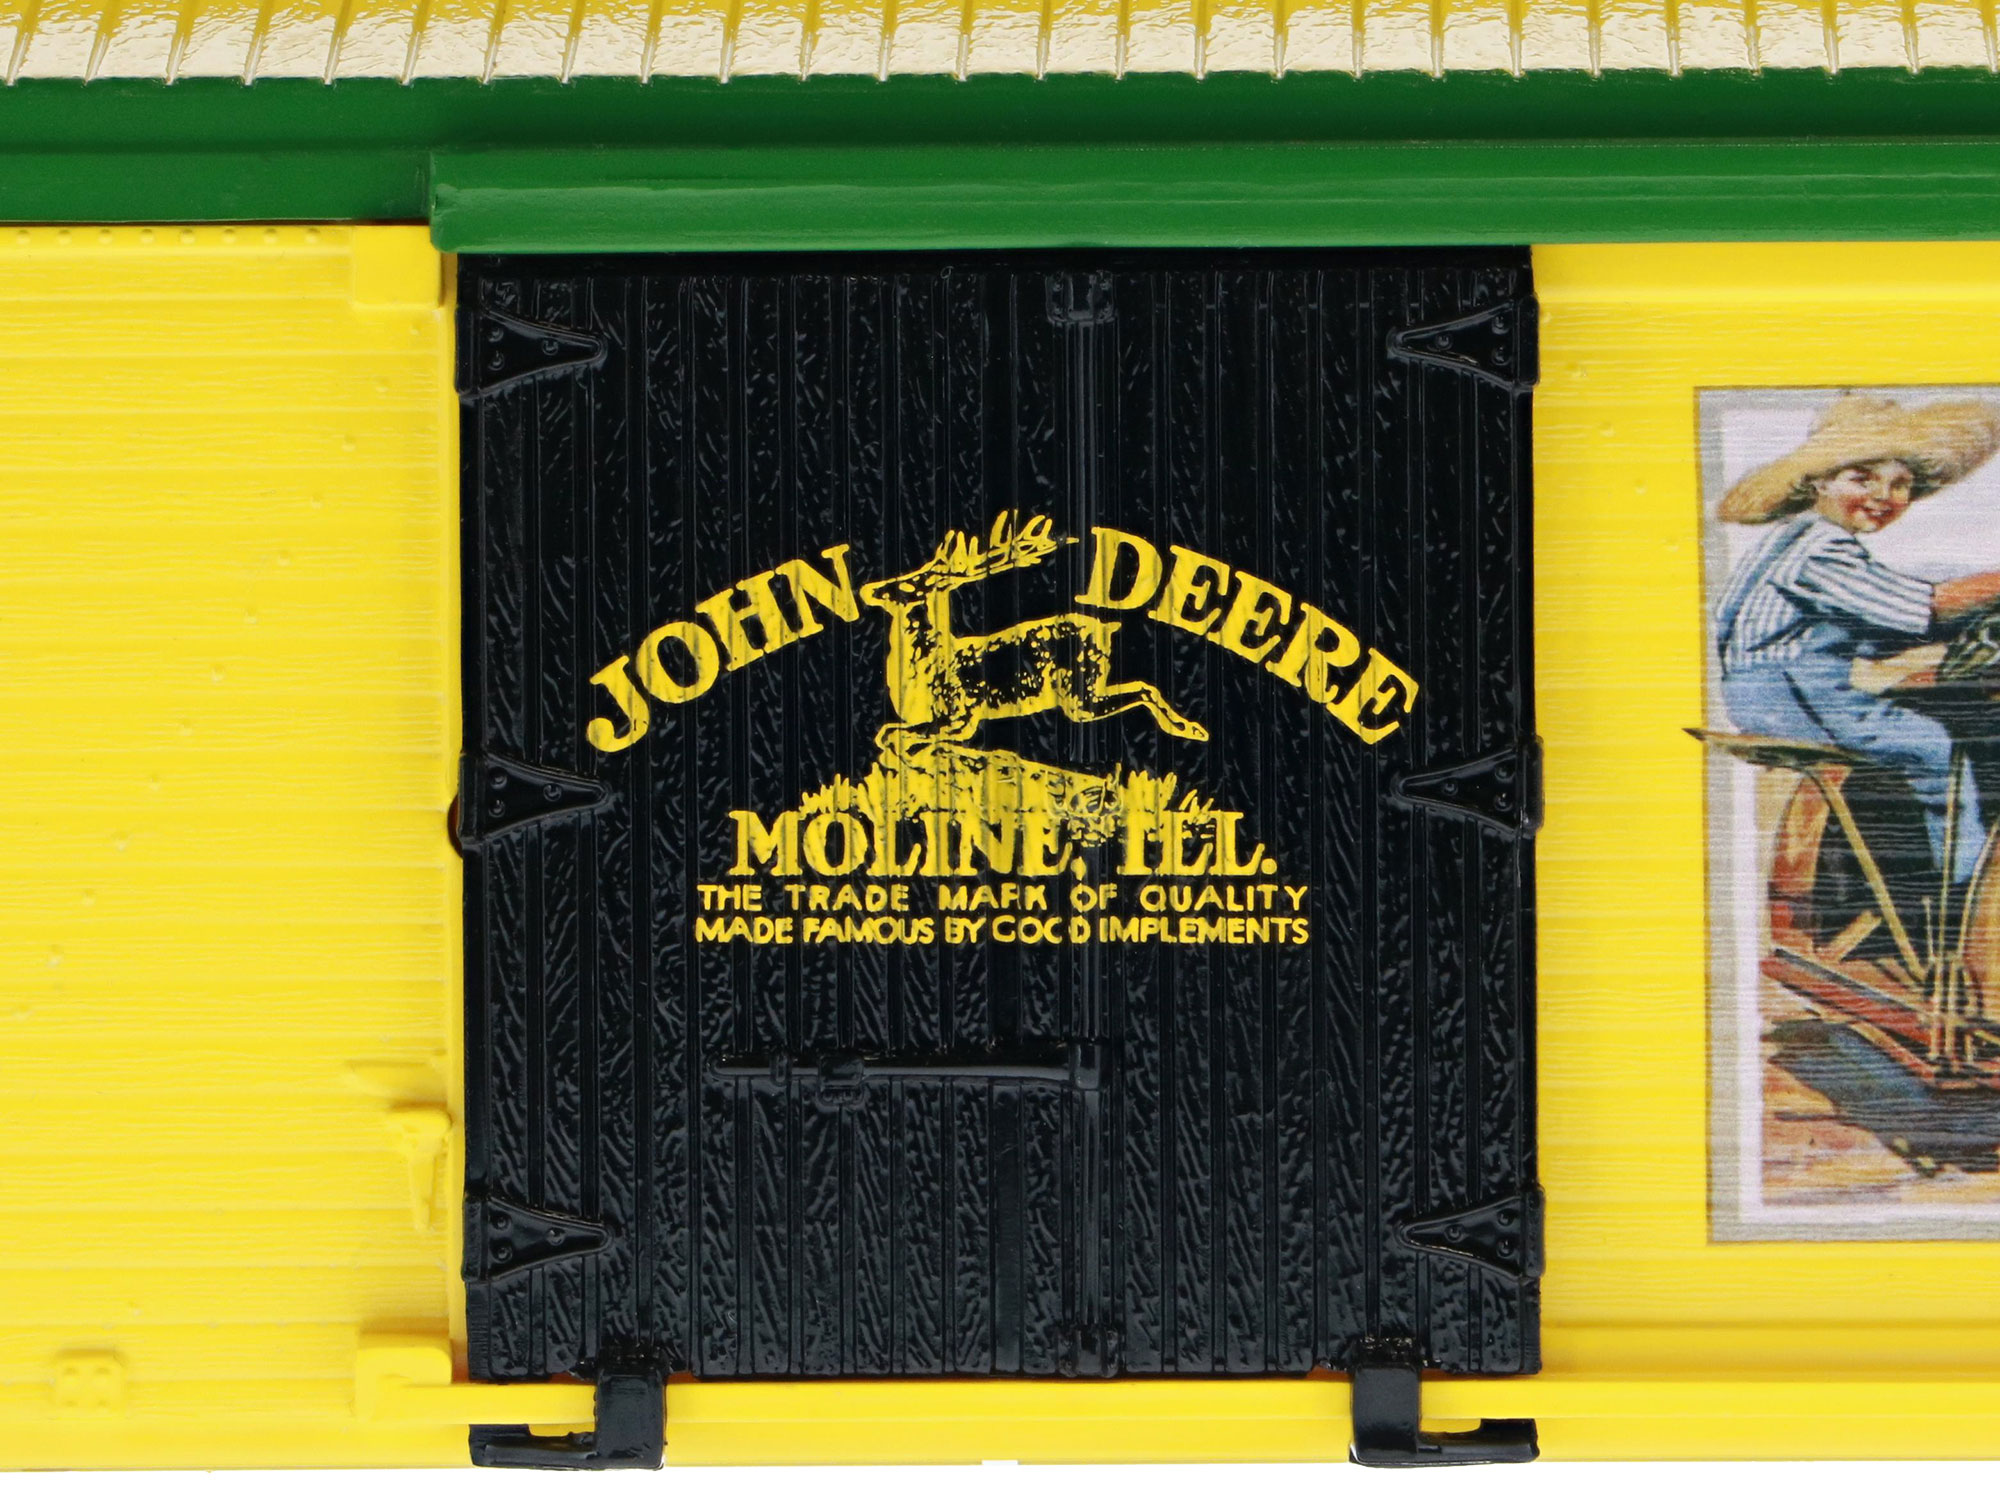 JOHN DEERE
MOLINE, ILL.
THE TRADE MARK OF QUALITY
MADE FAMOUS BY GOOD IMPLEMENTS